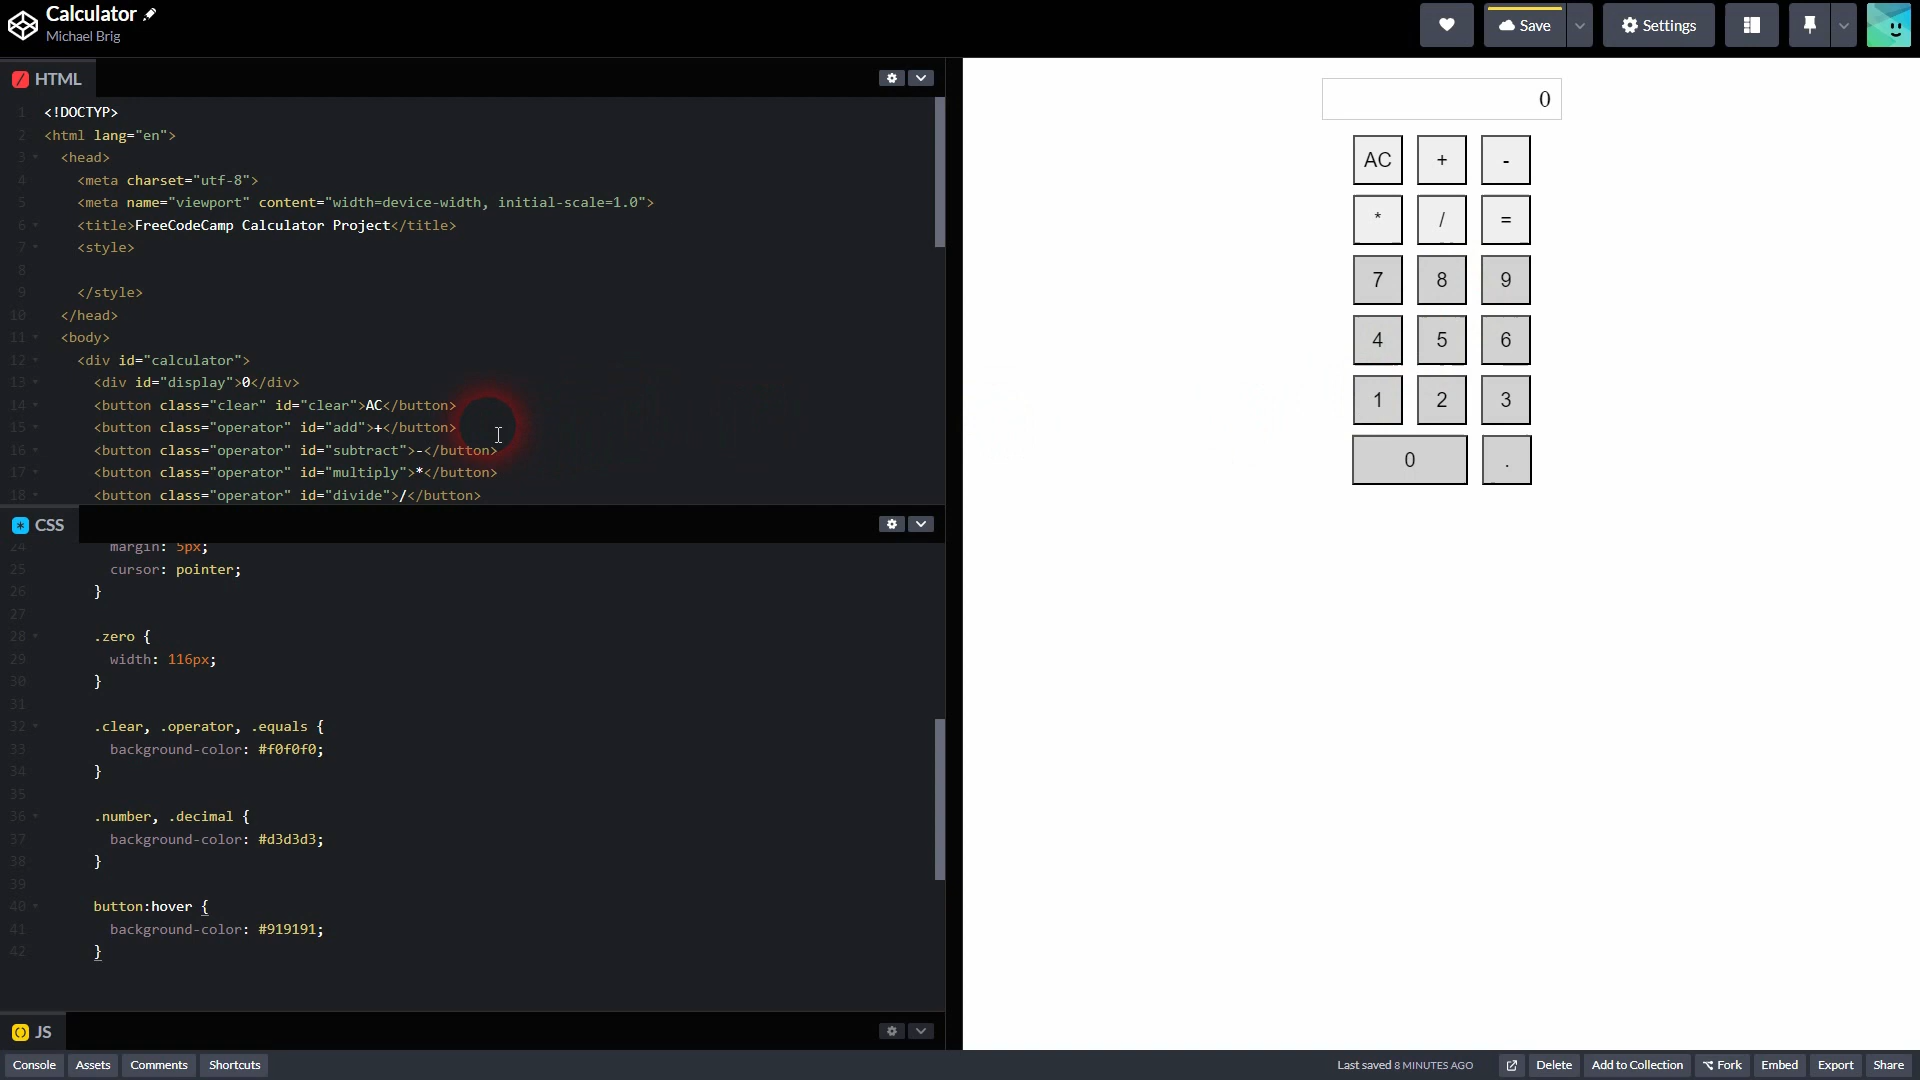 Calculator
Michael Brig
Save
Settings
HTML
1 <!DOCTYP>
2 <html lang="en">
3 <head>
4 <meta charset="utf-8">
5 <meta name="viewport" content="width=device-width, initial-scale=1.0">
6 <title>FreeCodeCamp Calculator Project</title>
7 <style>
8
9 </style>
10 </head>
11 <body>
12 <div id="calculator">
13 <div id="display">0</div>
14 <button class="clear" id="clear">AC</button>
15 <button class="operator" id="add">+</button>
16 <button class="operator" id="subtract">-</button>
17 <button class="operator" id="multiply">*</button>
18 <button class="operator" id="divide">/</button>
CSS
24 margin: 5px;
25 cursor: pointer;
26 }
27
28 .zero {
29 width: 116px;
30 }
31
32 .clear, .operator, .equals {
33 background-color: #f0f0f0;
34 }
35
36 .number, .decimal {
37 background-color: #d3d3d3;
38 }
39
40 button:hover {
41 background-color: #919191;
42 }
JS
0
AC + -
* / =
7 8 9
4 5 6
1 2 3
0 .
Console Assets Comments Shortcuts
Last saved 8 MINUTES AGO Delete Add to Collection Fork Embed Export Share